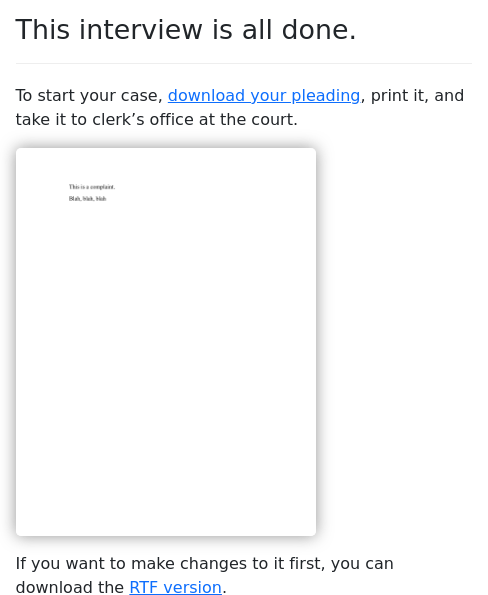 This interview is all done.
To start your case, download your pleading, print it, and
take it to clerk’s office at the court.
This is a complaint.
Blah, blah, blah
If you want to make changes to it first, you can
download the RTF version.